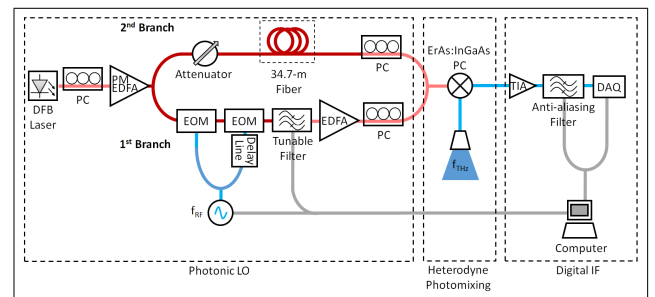 2nd Branch
ErAs:InGaAs
PC
Attenuator
34.7-m
Fiber
PC
PC
PM
EDFA
DFB
Laser
TIA
DAQ
Anti-aliasing
Filter
EOM
EOM
EDFA
1st Branch
Delay
Line
Tunable
Filter
PC
fTHz
fRF
Computer
Photonic LO
Heterodyne
Photomixing
Digital IF